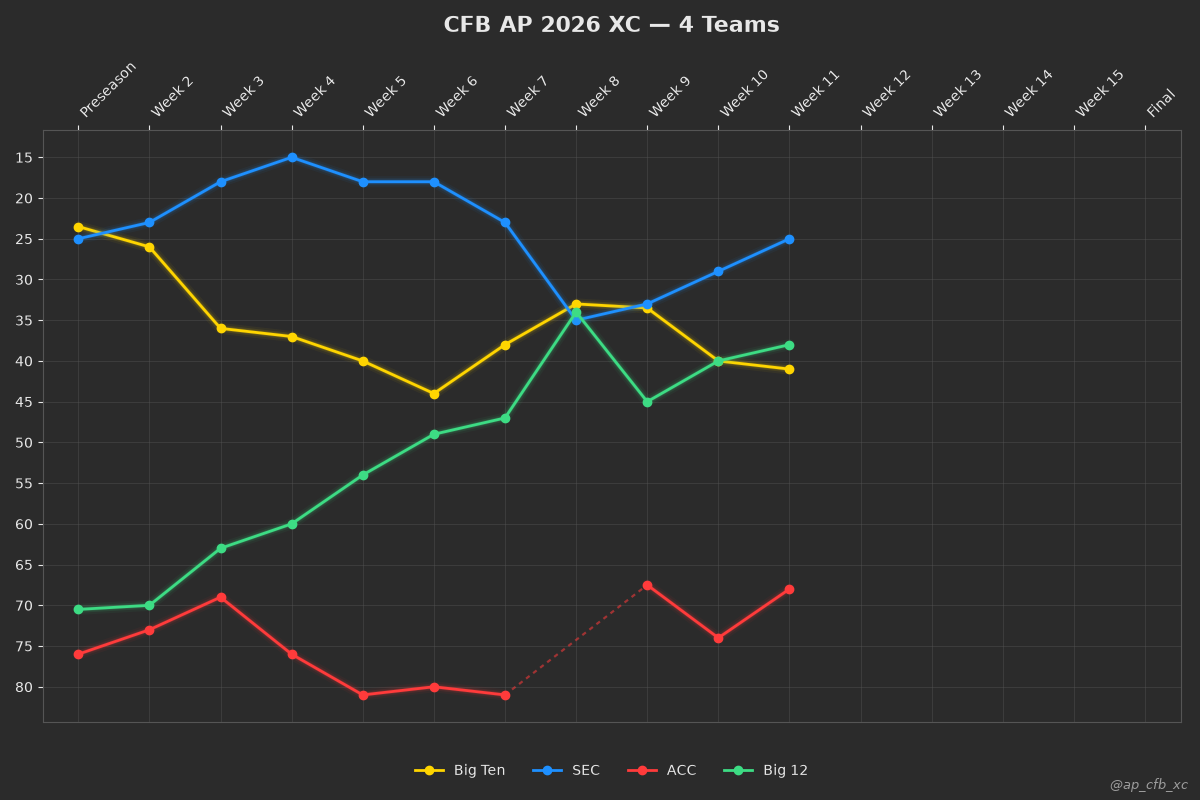 CFB AP 2026 XC — 4 Teams
Preseason
Week 2
Week 3
Week 4
Week 5
Week 6
Week 7
Week 8
Week 9
Week 10
Week 11
Week 12
Week 13
Week 14
Week 15
Final
15
20
25
30
35
40
45
50
55
60
65
70
75
80
Big Ten
SEC
ACC
Big 12
@ap_cfb_xc